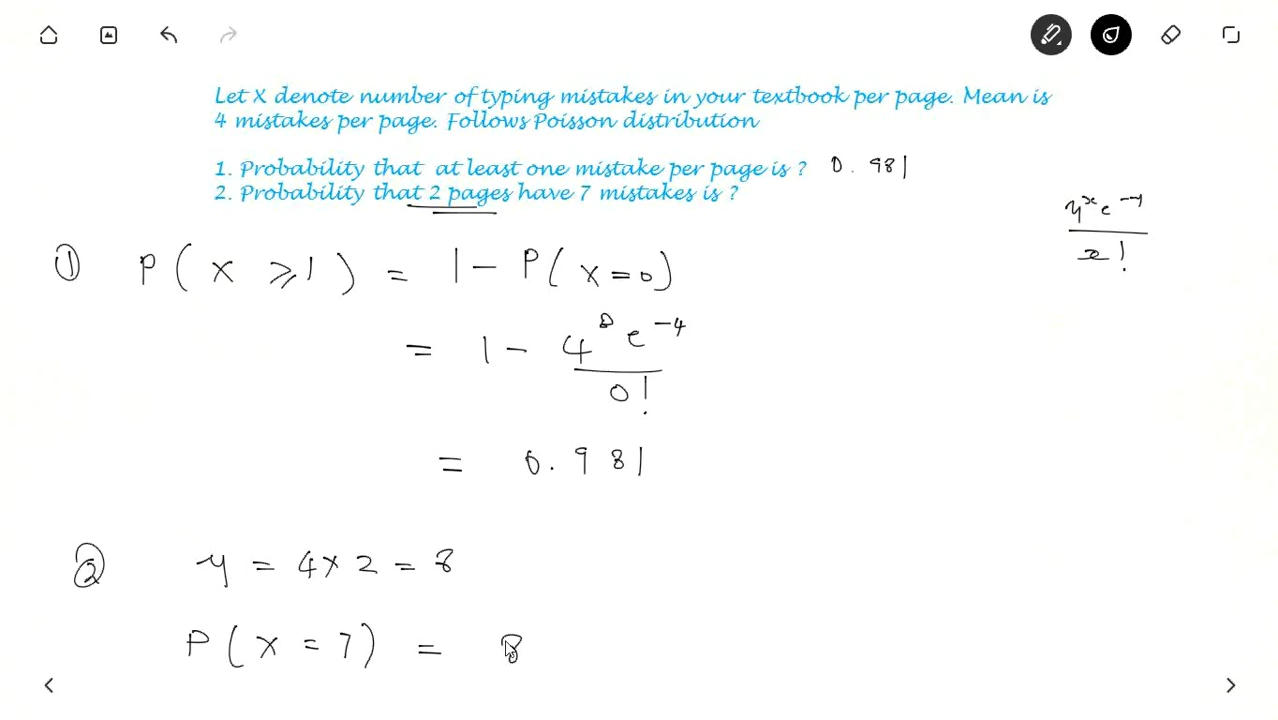 Let X denote number of typing mistakes in your textbook per page. Mean is
4 mistakes per page. Follows Poisson distribution
1. Probability that at least one mistake per page is ? 0.981
2. Probability that 2 pages have 7 mistakes is ?
μ^x e^-μ / x!
① P(X ≥ 1) = 1 - P(X=0)
= 1 - 4^0 e^-4 / 0!
= 0.981
② μ = 4 x 2 = 8
P(X = 7) = 8